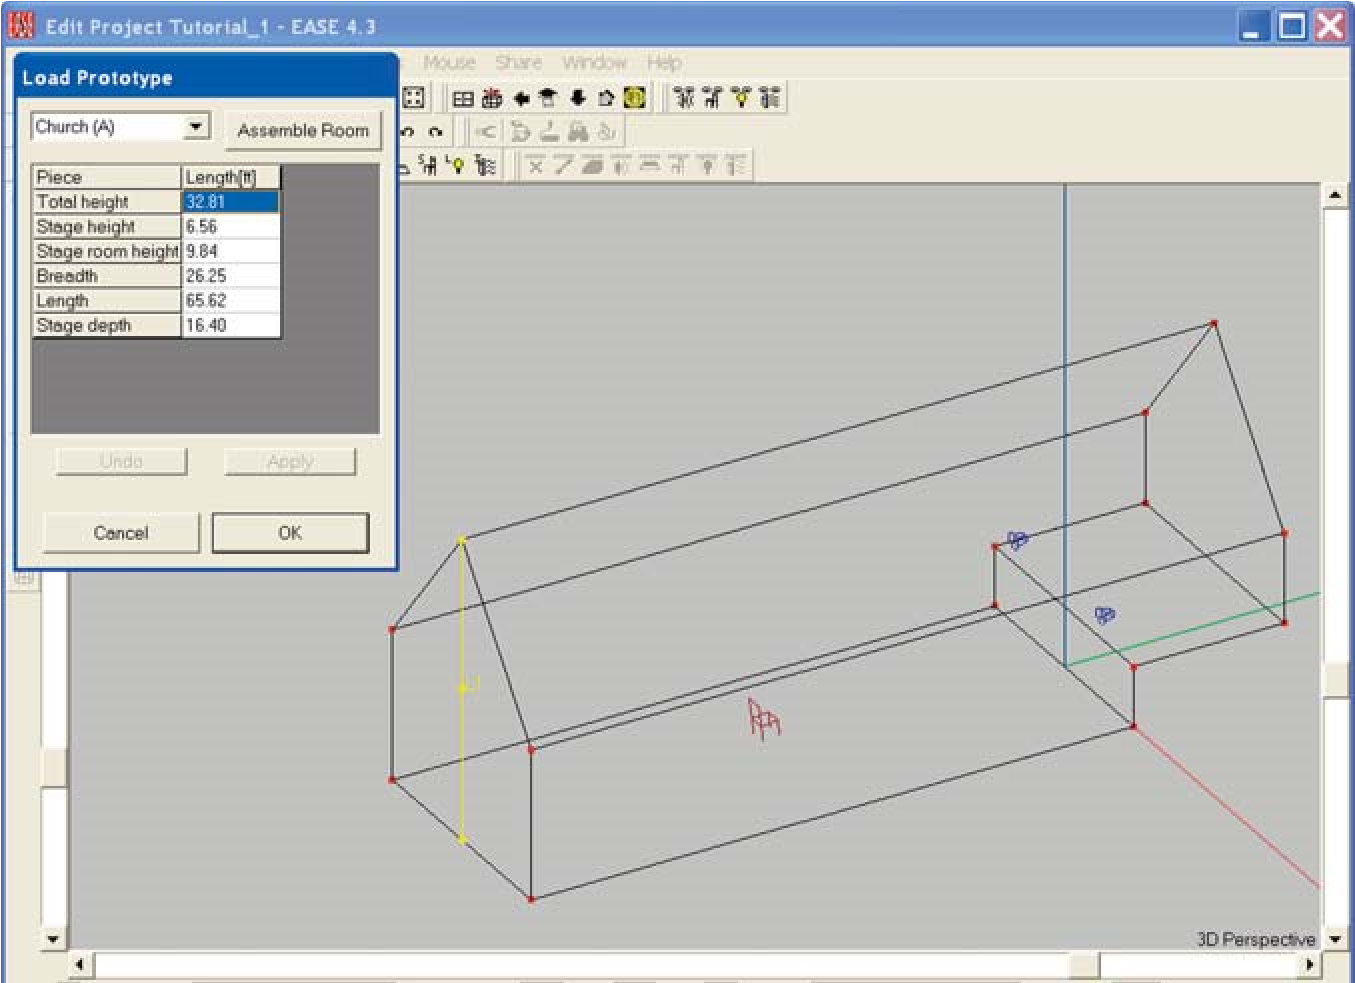 Edit Project Tutorial_1 - EASE 4.3
Mouse Share Window Help
Load Prototype
Church (A)
Assemble Room
Piece Length[ft]
Total height 32.81
Stage height 6.56
Stage room height 9.84
Breadth 26.25
Length 65.62
Stage depth 16.40
Undo Apply
Cancel OK
3D Perspective